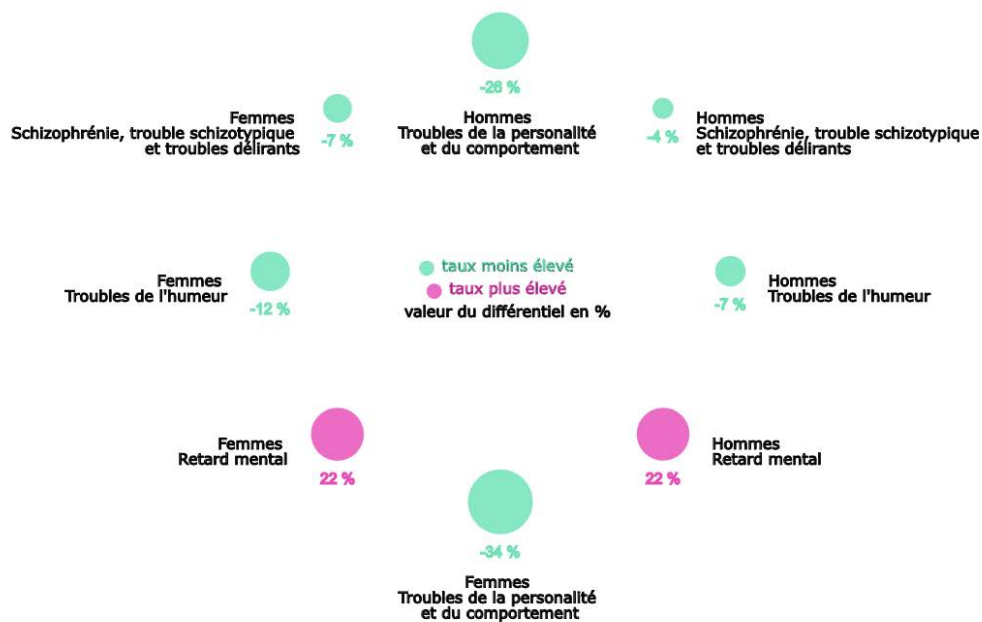 -26 %
Hommes
Troubles de la personalité
et du comportement
Femmes
Schizophrénie, trouble schizotypique
et troubles délirants
-7 %
-4 %
Hommes
Schizophrénie, trouble schizotypique
et troubles délirants
Femmes
Troubles de l'humeur
-12 %
taux moins élevé
taux plus élevé
valeur du différentiel en %
-7 %
Hommes
Troubles de l'humeur
Femmes
Retard mental
22 %
22 %
Hommes
Retard mental
-34 %
Femmes
Troubles de la personalité
et du comportement